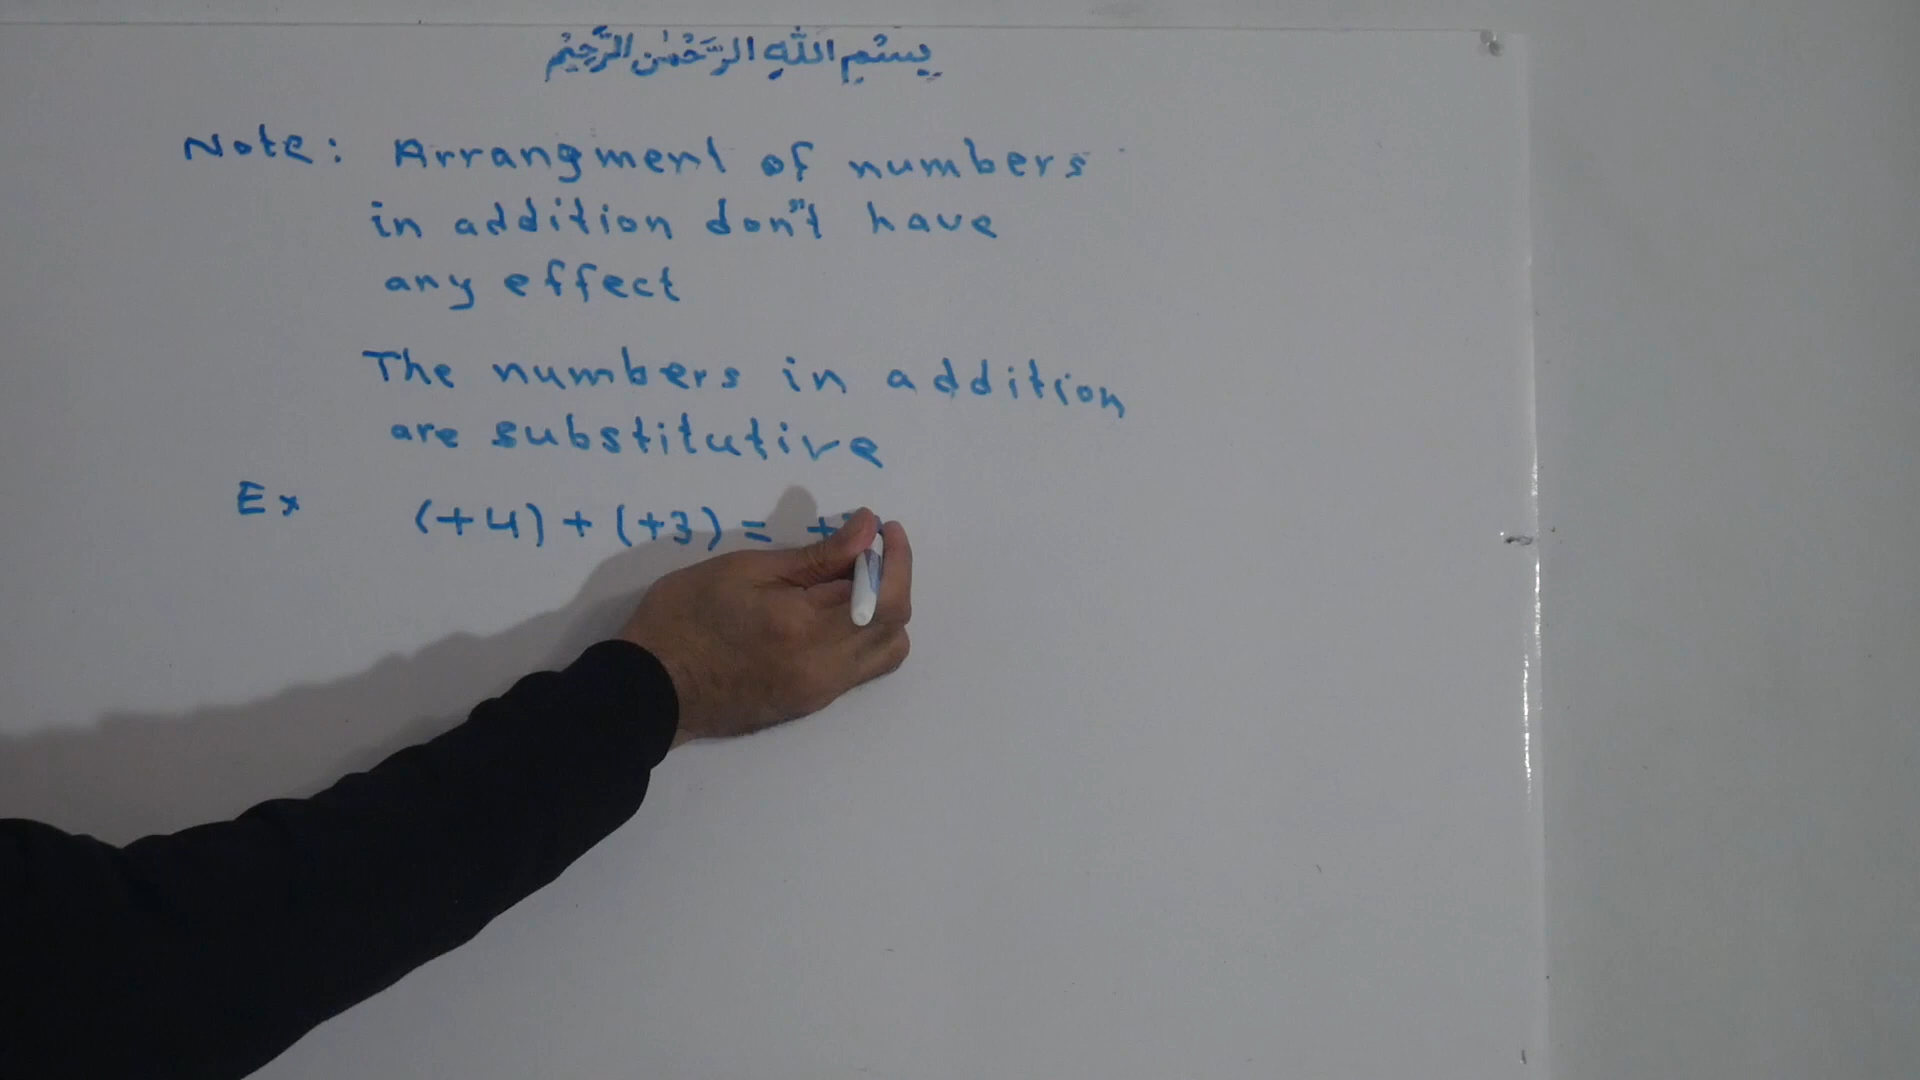 بِسْمِ اللهِ الرَّحْمٰنِ الرَّحِيْمِ
Note: Arrangment of numbers
in addition don't have
any effect
The numbers in addition
are substitutive
Ex (+4) + (+3) = +